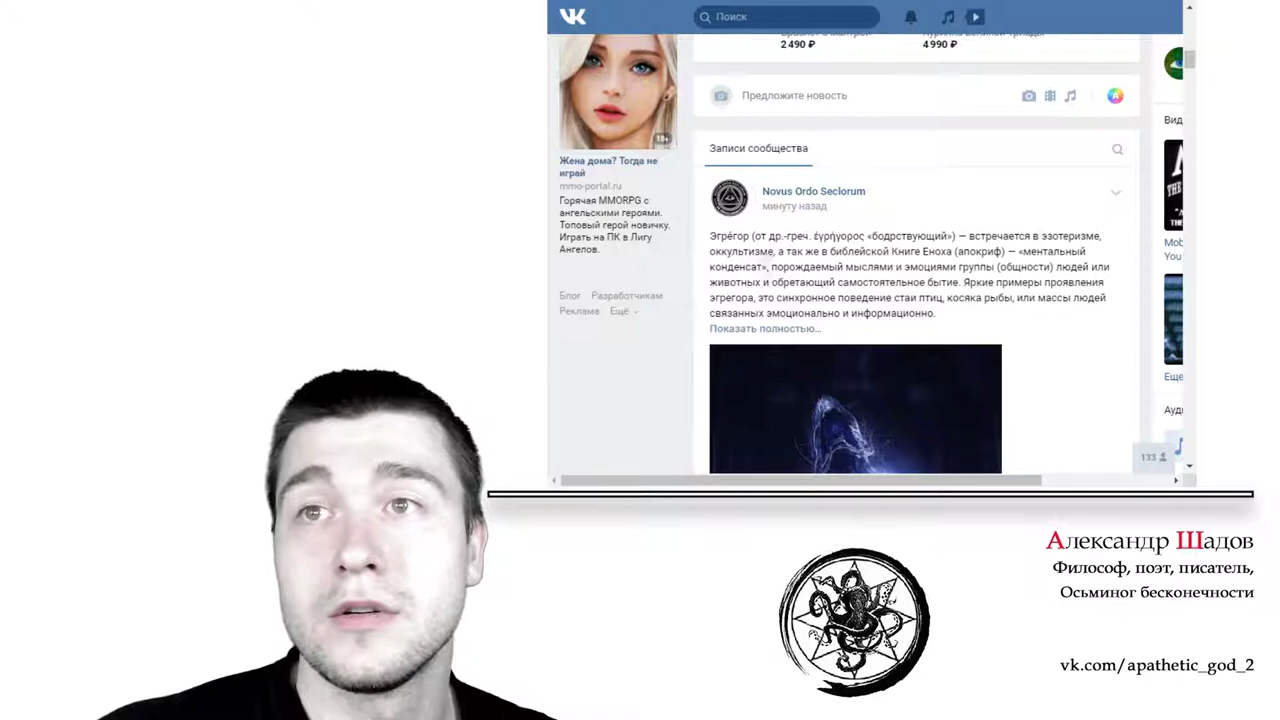 Поиск
2 490 ₽
4 990 ₽
18+
Жена дома? Тогда не
играй
mmo-portal.ru
Горячая MMORPG с
ангельскими героями.
Топовый герой новичку.
Играть на ПК в Лигу
Ангелов.
Блог Разработчикам
Реклама Ещё
Предложите новость
Записи сообщества
Novus Ordo Seclorum
минуту назад
Эгре́гор (от др.-греч. ἐγρήγορος «бодрствующий») — встречается в эзотеризме,
оккультизме, а так же в библейской Книге Еноха (апокриф) — «ментальный
конденсат», порождаемый мыслями и эмоциями группы (общности) людей или
животных и обретающий самостоятельное бытие. Яркие примеры проявления
эгрегора, это синхронное поведение стаи птиц, косяка рыбы, или массы людей
связанных эмоционально и информационно.
Показать полностью...
Вид
Mob
You
Еще
Ауд
133
Александр Шадов
Философ, поэт, писатель,
Осьминог бесконечности
vk.com/apathetic_god_2